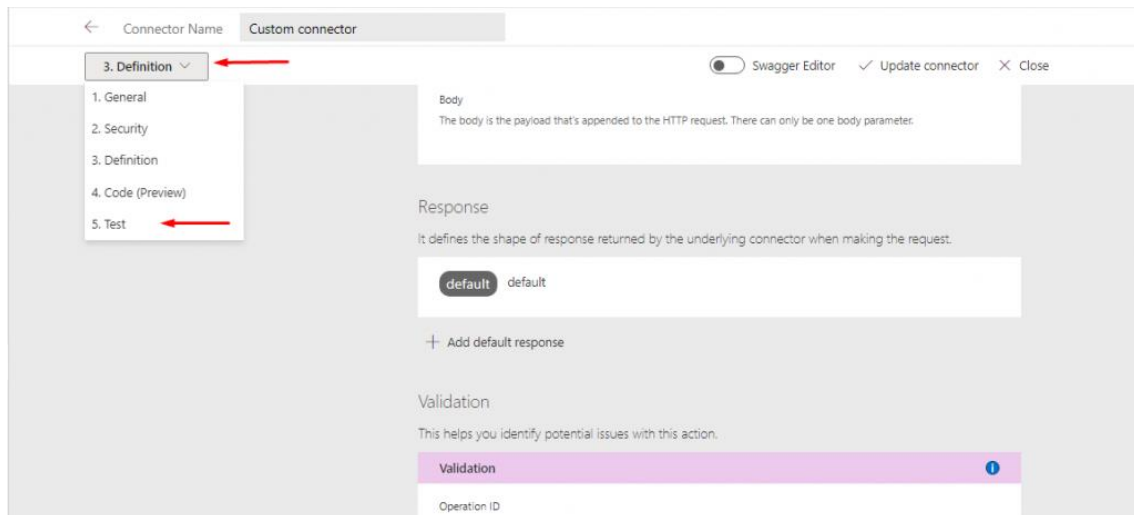 Connector Name
Custom connector
3. Definition
Swagger Editor
Update connector
Close
1. General
2. Security
3. Definition
4. Code (Preview)
5. Test
Body
The body is the payload that's appended to the HTTP request. There can only be one body parameter.
Response
It defines the shape of response returned by the underlying connector when making the request.
default
default
Add default response
Validation
This helps you identify potential issues with this action.
Validation
Operation ID